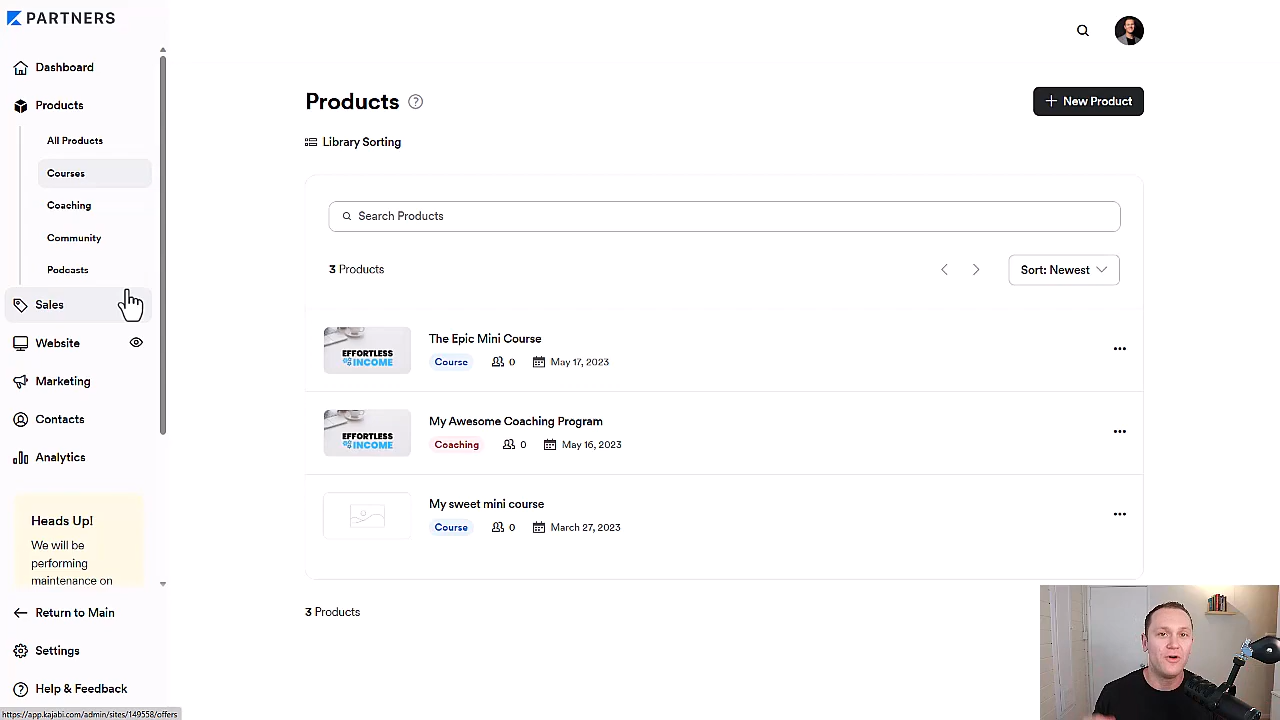 PARTNERS
Dashboard
Products
All Products
Courses
Coaching
Community
Podcasts
Sales
Website
Marketing
Contacts
Analytics
Heads Up!
We will be
performing
maintenance on
Return to Main
Settings
Help & Feedback
https://app.kajabi.com/admin/sites/149558/offers
Products ?
+ New Product
Library Sorting
Search Products
3 Products
Sort: Newest
EFFORTLESS
INCOME
The Epic Mini Course
Course 0 May 17, 2023
EFFORTLESS
INCOME
My Awesome Coaching Program
Coaching 0 May 16, 2023
My sweet mini course
Course 0 March 27, 2023
3 Products